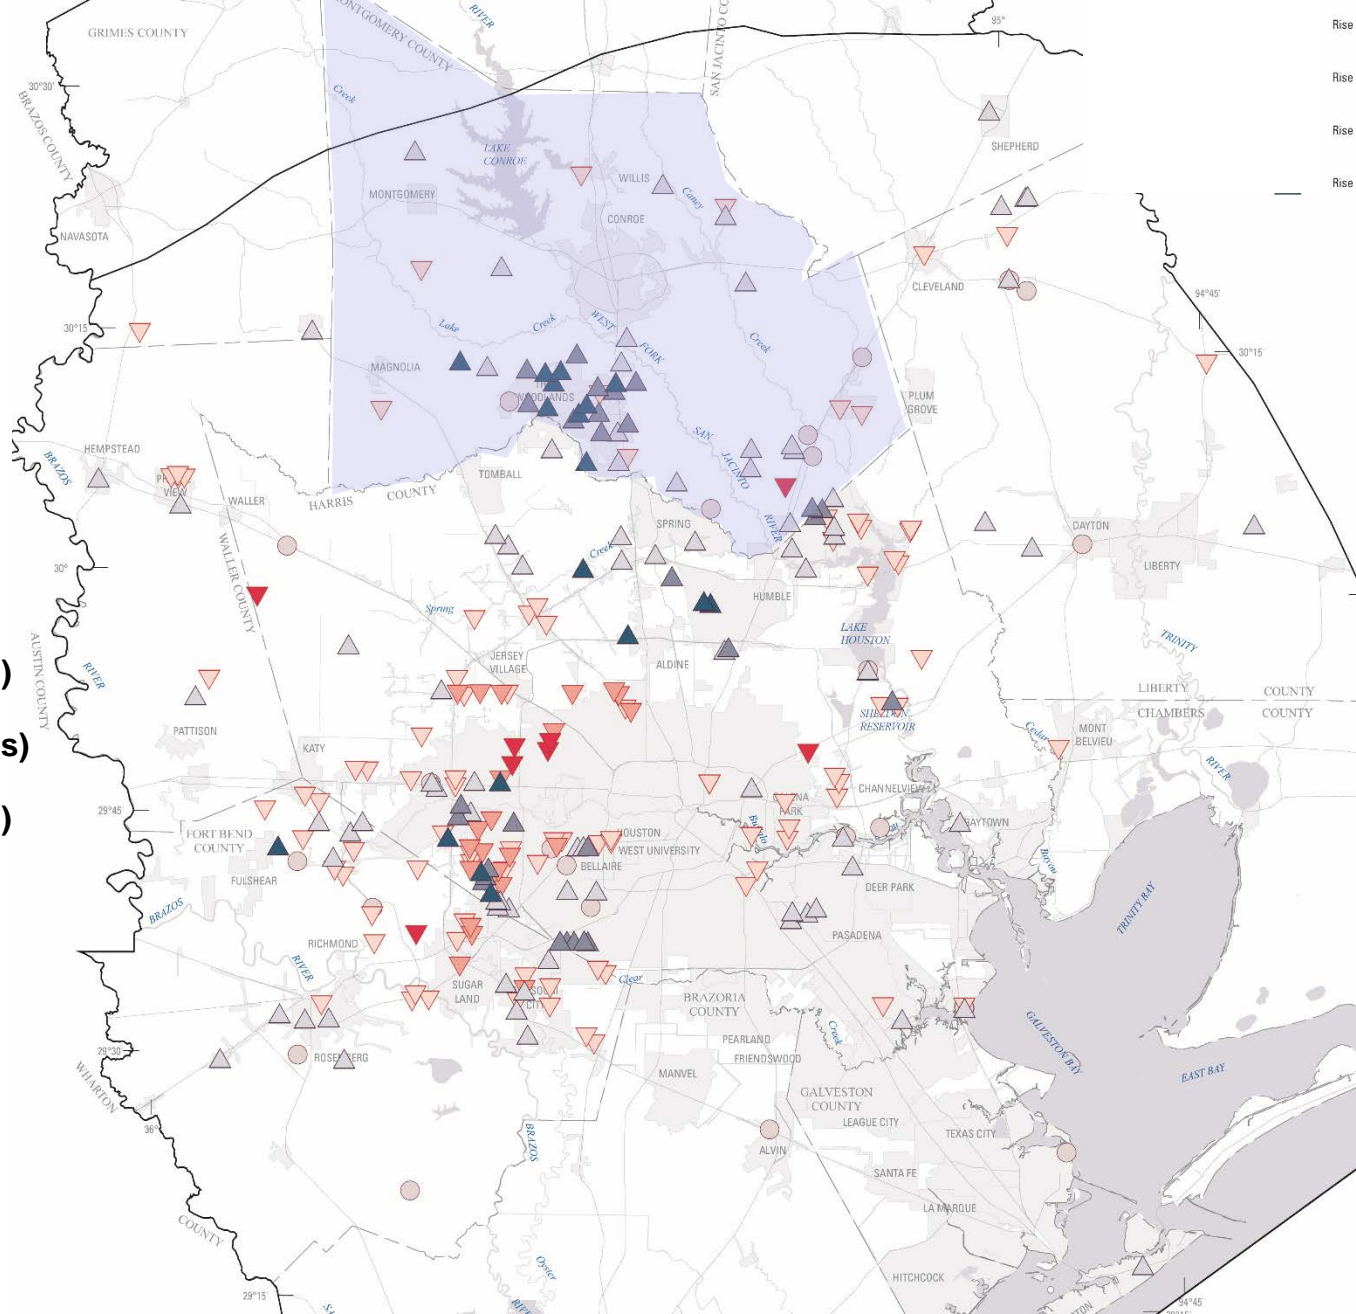 RIVER
MONTGOMERY COUNTY
SAN JACINTO CO
95°
Rise
GRIMES COUNTY
Rise
30°30'
Creek
BRAZOS COUNTY
Rise
SHEPHERD
LAKE
CONROE
WILLIS
Rise
MONTGOMERY
Caney
CONROE
NAVASOTA
CLEVELAND
94°45'
30°15'
Lake
Creek
WEST
FORK
Creek
30°15'
MAGNOLIA
WOODLANDS
PLUM
GROVE
HEMPSTEAD
BRAZOS
VIEW
WALLER
TOMBALL
HARRIS
COUNTY
SAN
JACINTO
RIVER
SPRING
DAYTON
LIBERTY
WALLER COUNTY
30°
Creek
HUMBLE
Spring
LAKE
HOUSTON
TRINITY
AUSTIN COUNTY
RIVER
JERSEY
VILLAGE
ALDINE
)
LIBERTY
COUNTY
CHAMBERS
COUNTY
SHELDON
RESERVOIR
PATTISON
KATY
s)
Cedar
MONT
BELVIEU
RIVER
CHANNELVIEW
29°45'
PARK
)
Buffalo
BAYTOWN
FORT BEND
COUNTY
HOUSTON
WEST UNIVERSITY
BELLAIRE
Bayou
FULSHEAR
DEER PARK
BRAZOS
TRINITY BAY
RICHMOND
PASADENA
RIVER
SUGAR
LAND
Clear
CITY
BRAZORIA
COUNTY
GALVESTON BAY
PEARLAND
Creek
29°30'
ROSENBERG
FRIENDSWOOD
EAST BAY
WHARTON
MANVEL
GALVESTON
COUNTY
36°
LEAGUE CITY
TEXAS CITY
BRAZOS
ALVIN
SANTA FE
LA MARQUE
COUNTY
Oyster
HITCHCOCK
29°15'
94°45'